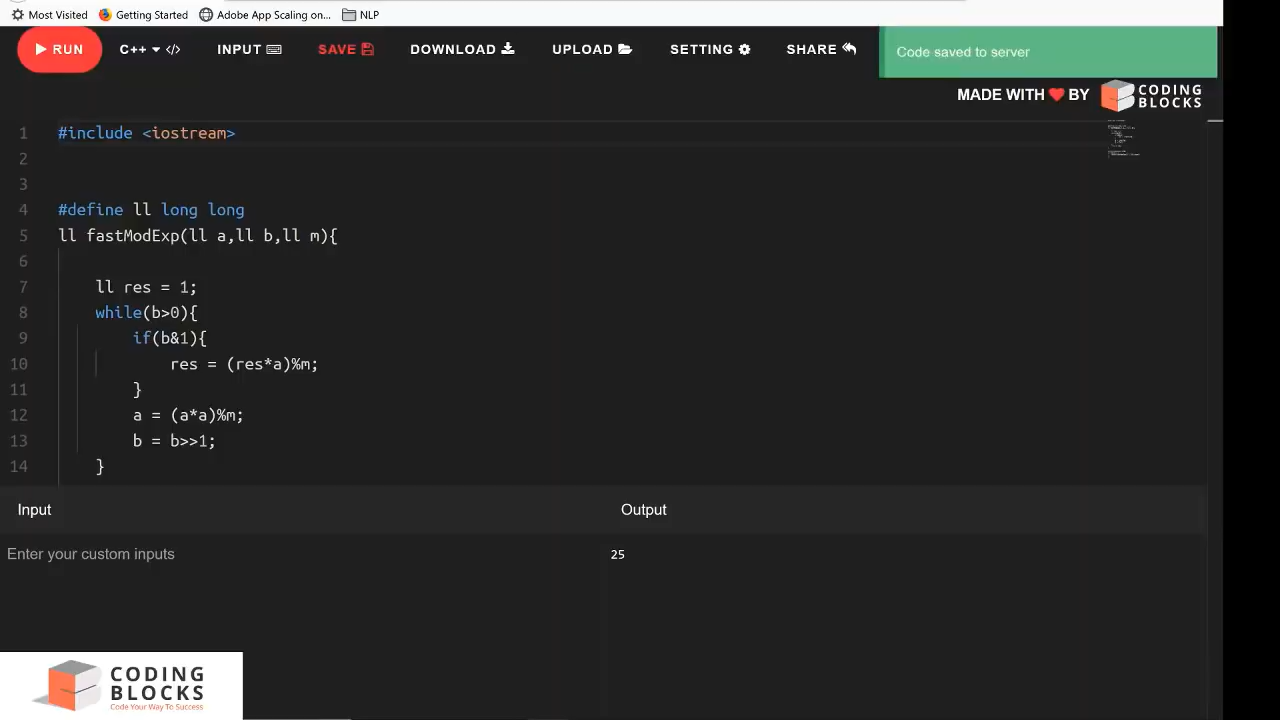 Most Visited Getting Started Adobe App Scaling on... NLP
RUN C++ </> INPUT SAVE DOWNLOAD UPLOAD SETTING SHARE
Code saved to server
MADE WITH BY CODING BLOCKS
1 #include <iostream>
2
3
4 #define ll long long
5 ll fastModExp(ll a,ll b,ll m){
6
7 ll res = 1;
8 while(b>0){
9 if(b&1){
10 res = (res*a)%m;
11 }
12 a = (a*a)%m;
13 b = b>>1;
14 }
Input Output
Enter your custom inputs 25
CODING
BLOCKS
Code Your Way To Success